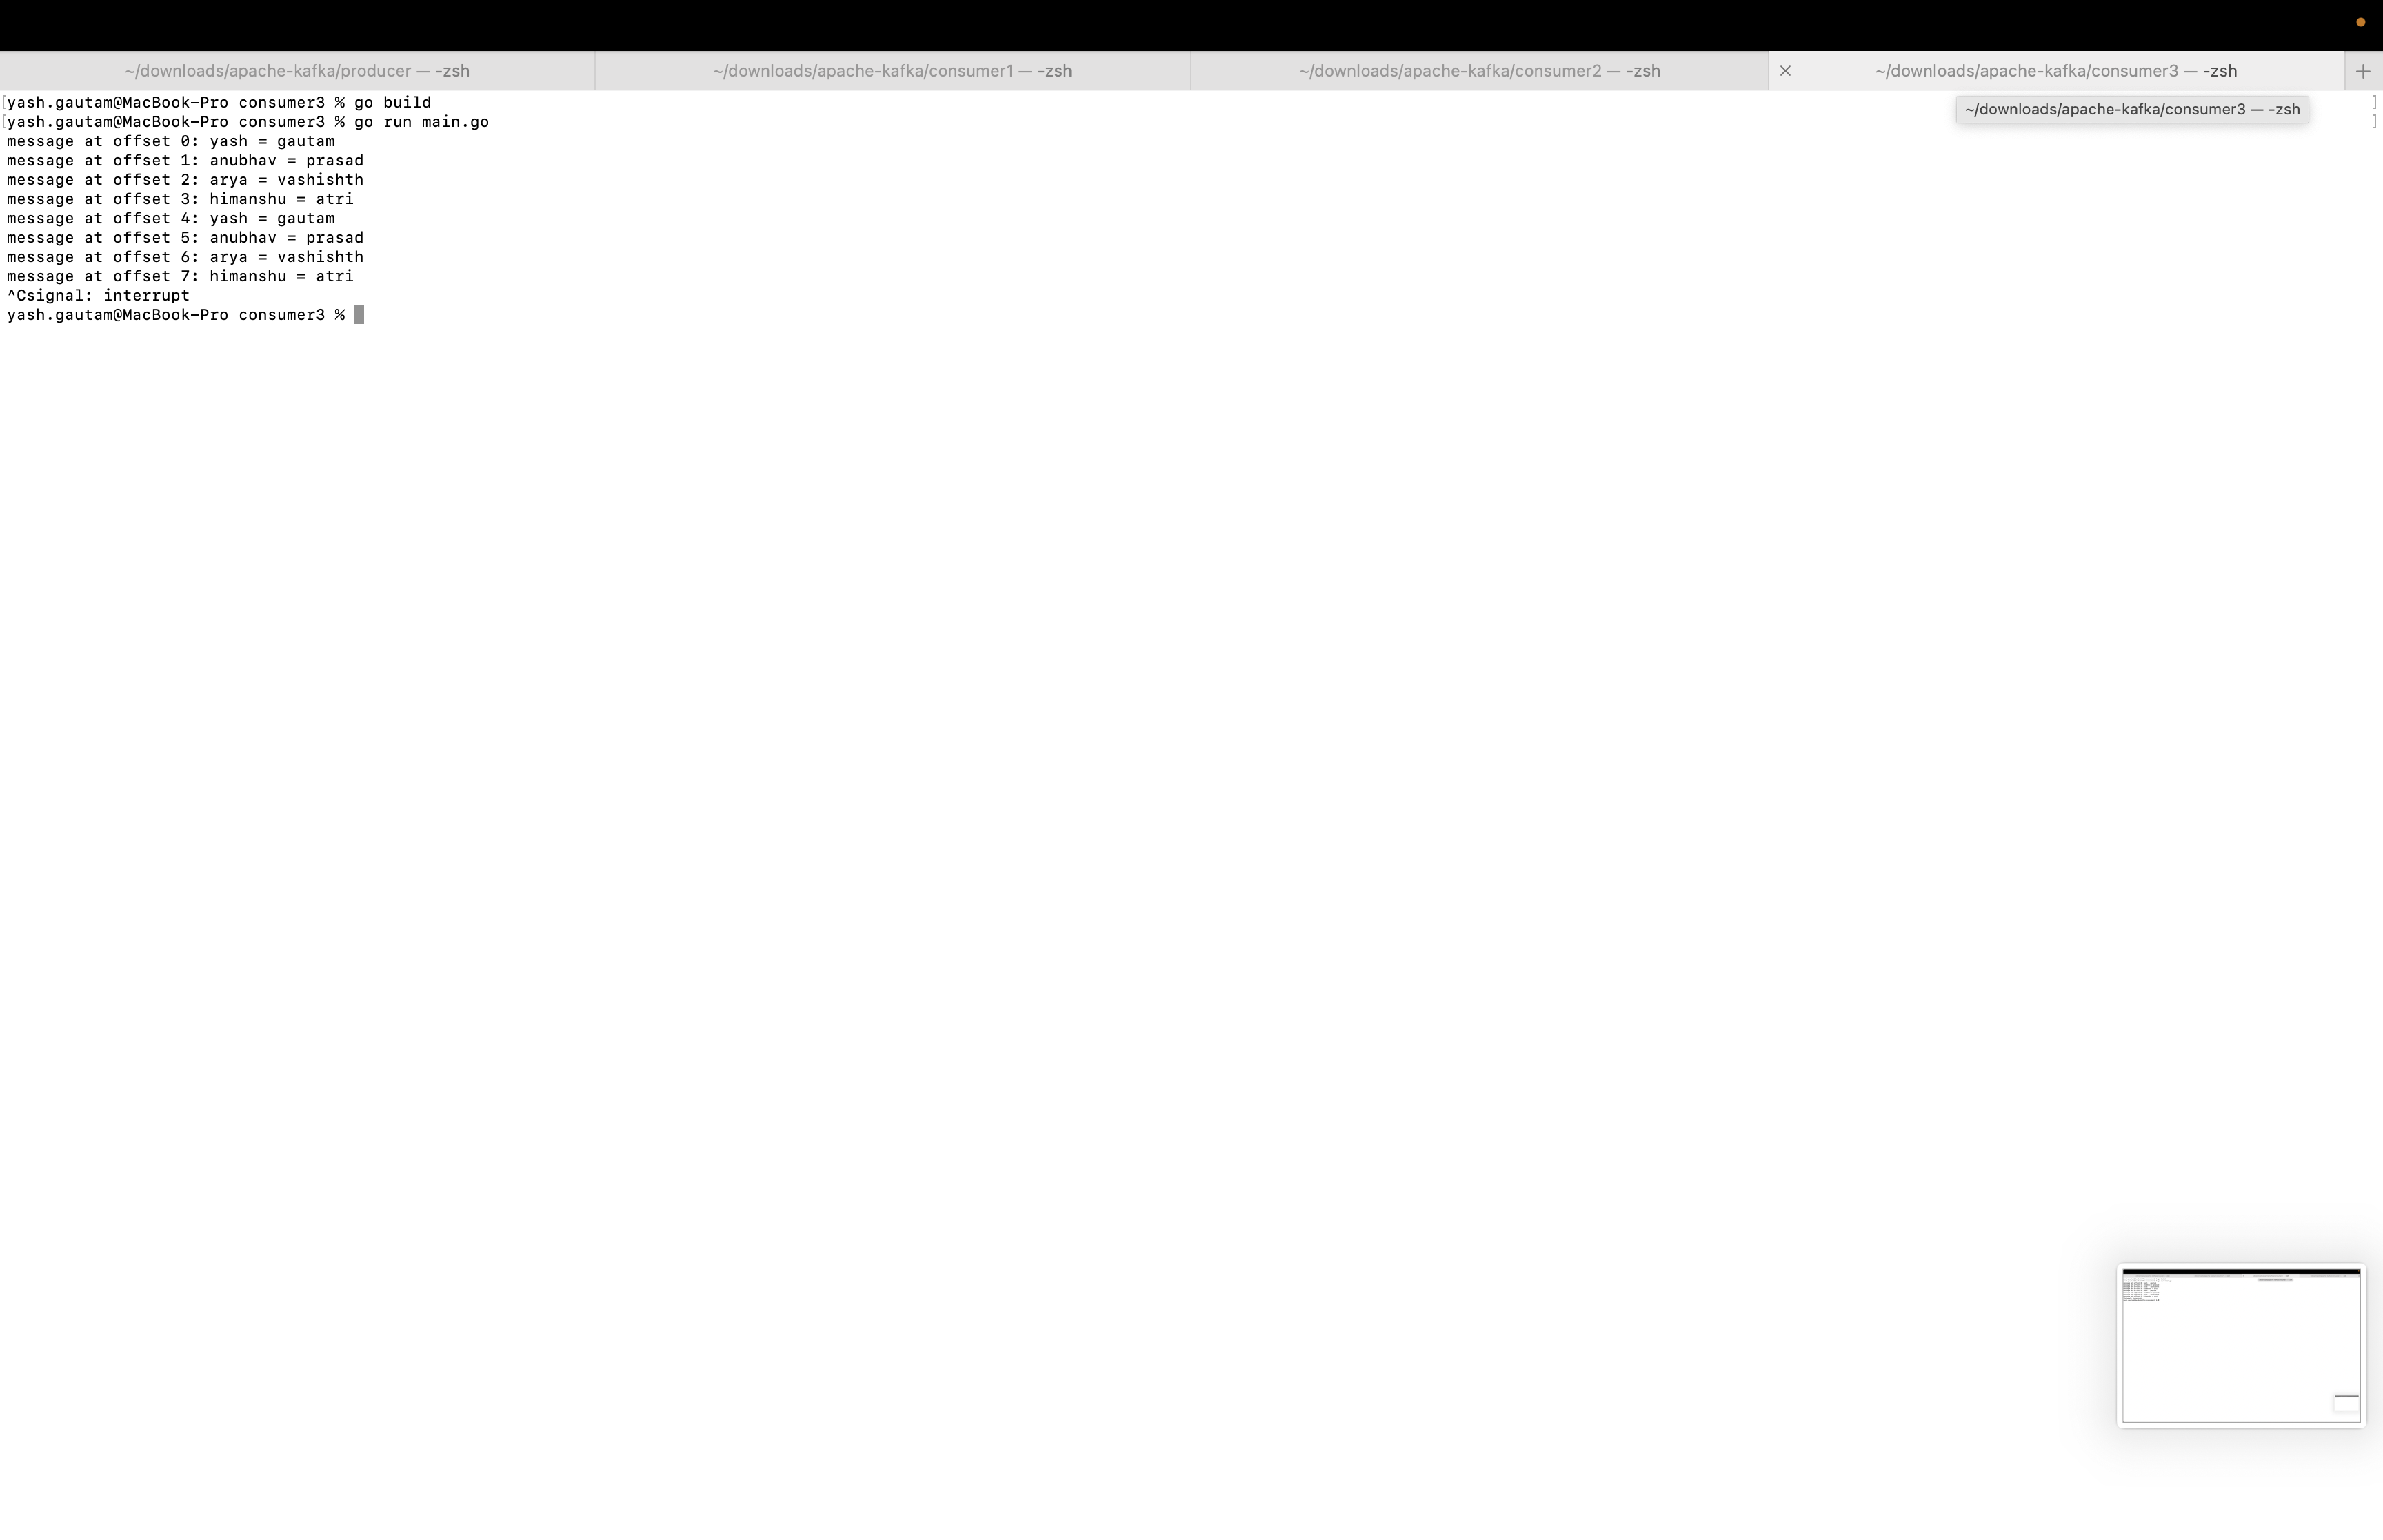 ~/downloads/apache-kafka/producer — -zsh
~/downloads/apache-kafka/consumer1 — -zsh
~/downloads/apache-kafka/consumer2 — -zsh
~/downloads/apache-kafka/consumer3 — -zsh
[yash.gautam@MacBook-Pro consumer3 % go build ]
~/downloads/apache-kafka/consumer3 — -zsh
[yash.gautam@MacBook-Pro consumer3 % go run main.go ]
message at offset 0: yash = gautam
message at offset 1: anubhav = prasad
message at offset 2: arya = vashishth
message at offset 3: himanshu = atri
message at offset 4: yash = gautam
message at offset 5: anubhav = prasad
message at offset 6: arya = vashishth
message at offset 7: himanshu = atri
^Csignal: interrupt
yash.gautam@MacBook-Pro consumer3 %